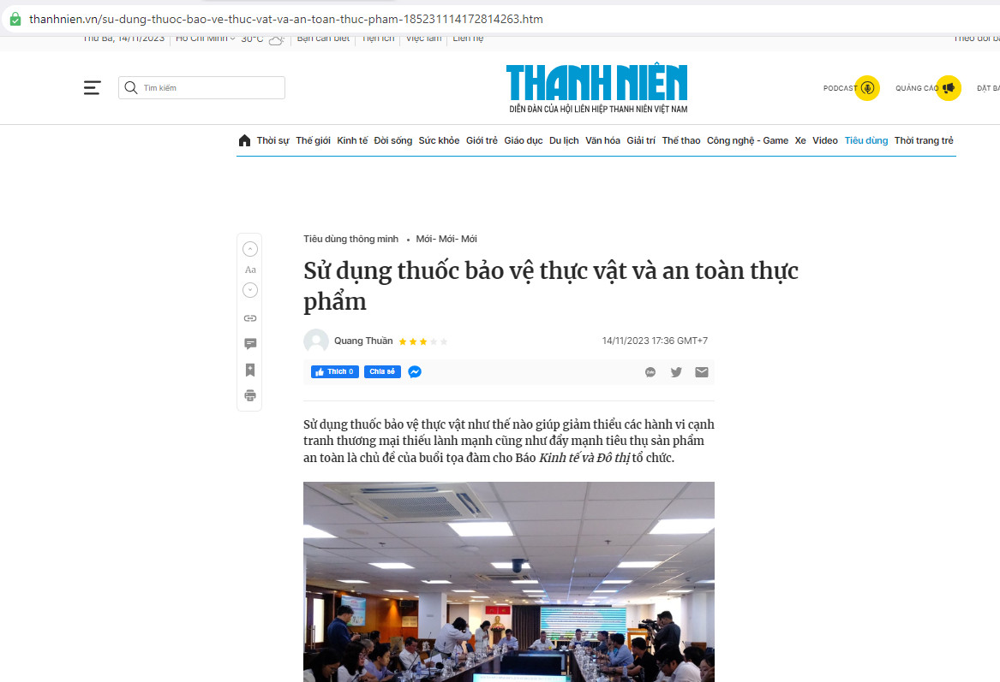 thanhnien.vn/su-dung-thuoc-bao-ve-thuc-vat-va-an-toan-thuc-pham-185231114172814263.htm
Thứ Ba, 14/11/2023 Hồ Chí Minh 30°C Bạn cần biết Tiện ích Việc làm Liên hệ Theo dõi
Tìm kiếm
THANH NIÊN
DIỄN ĐÀN CỦA HỘI LIÊN HIỆP THANH NIÊN VIỆT NAM
PODCAST QUẢNG CÁO ĐẶT
Thời sự Thế giới Kinh tế Đời sống Sức khỏe Giới trẻ Giáo dục Du lịch Văn hóa Giải trí Thể thao Công nghệ - Game Xe Video Tiêu dùng Thời trang trẻ
Tiêu dùng thông minh • Mới- Mới- Mới
Sử dụng thuốc bảo vệ thực vật và an toàn thực
phẩm
Aa
Quang Thuần
14/11/2023 17:36 GMT+7
Thích 0 Chia sẻ
Zalo
Sử dụng thuốc bảo vệ thực vật như thế nào giúp giảm thiểu các hành vi cạnh
tranh thương mại thiếu lành mạnh cũng như đẩy mạnh tiêu thụ sản phẩm
an toàn là chủ đề của buổi tọa đàm cho Báo Kinh tế và Đô thị tổ chức.